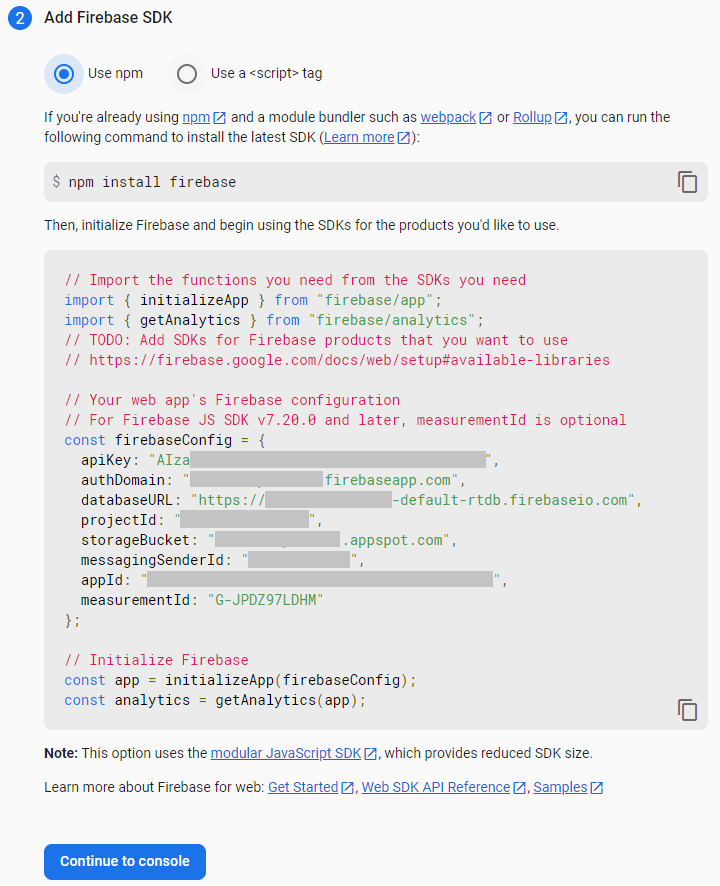 2 Add Firebase SDK
Use npm Use a <script> tag
If you're already using npm and a module bundler such as webpack or Rollup, you can run the
following command to install the latest SDK (Learn more):
$ npm install firebase
Then, initialize Firebase and begin using the SDKs for the products you'd like to use.
// Import the functions you need from the SDKs you need
import { initializeApp } from "firebase/app";
import { getAnalytics } from "firebase/analytics";
// TODO: Add SDKs for Firebase products that you want to use
// https://firebase.google.com/docs/web/setup#available-libraries
// Your web app's Firebase configuration
// For Firebase JS SDK v7.20.0 and later, measurementId is optional
const firebaseConfig = {
apiKey: "AIza",
authDomain: "firebaseapp.com",
databaseURL: "https://-default-rtdb.firebaseio.com",
projectId: "",
storageBucket: ".appspot.com",
messagingSenderId: "",
appId: "",
measurementId: "G-JPDZ97LDHM"
};
// Initialize Firebase
const app = initializeApp(firebaseConfig);
const analytics = getAnalytics(app);
Note: This option uses the modular JavaScript SDK, which provides reduced SDK size.
Learn more about Firebase for web: Get Started, Web SDK API Reference, Samples
Continue to console